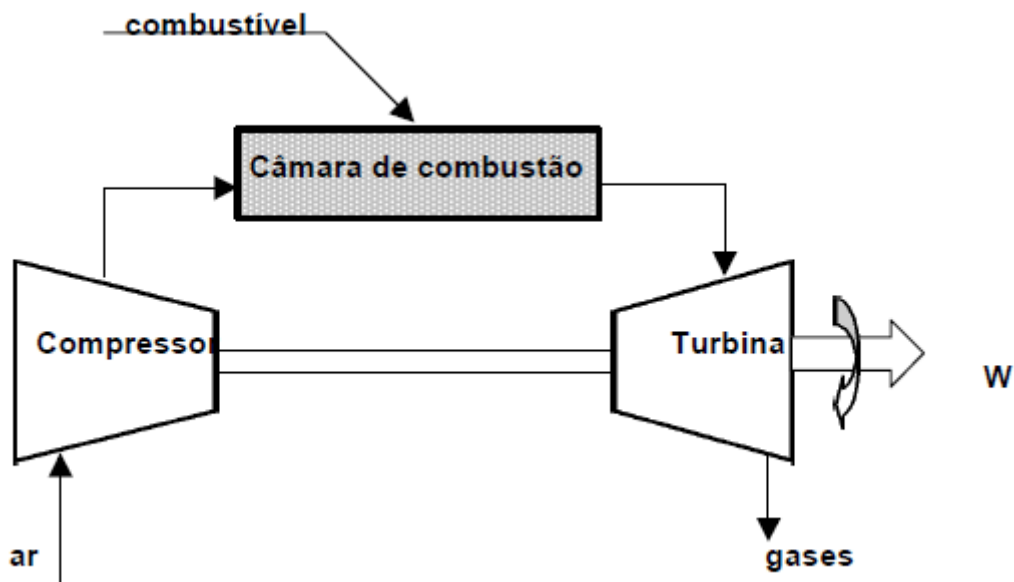 combustível
Câmara de combustão
Compressor
Turbina
W
ar
gases